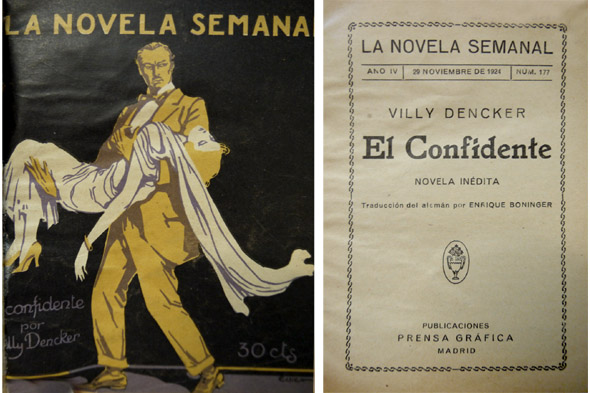 LA NOVELA SEMANAL
confidente
por
Dencker
30 cts
LA NOVELA SEMANAL
AÑO IV
29 NOVIEMBRE DE 1924
NÚM. 177
VILLY DENCKER
El Confidente
NOVELA INÉDITA
Traducción del alemán por ENRIQUE BONINGER
PUBLICACIONES
PRENSA GRÁFICA
MADRID